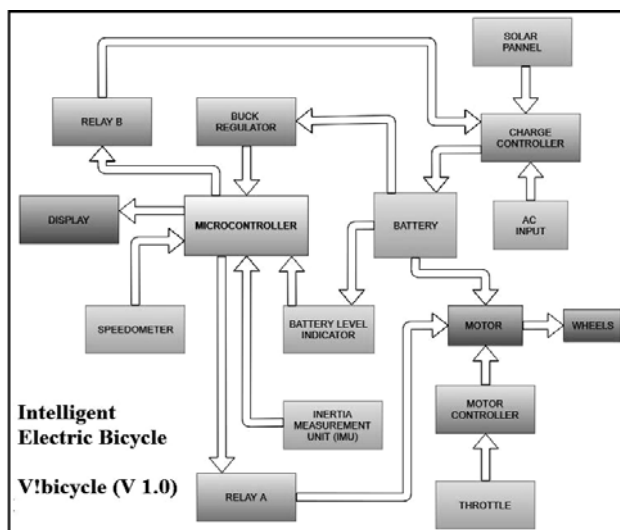 SOLAR
PANNEL
RELAY B
BUCK
REGULATOR
CHARGE
CONTROLLER
DISPLAY
MICROCONTROLLER
BATTERY
AC
INPUT
SPEEDOMETER
BATTERY LEVEL
INDICATOR
MOTOR
WHEELS
Intelligent
Electric Bicycle
V!bicycle (V 1.0)
INERTIA
MEASUREMENT
UNIT (IMU)
MOTOR
CONTROLLER
RELAY A
THROTTLE